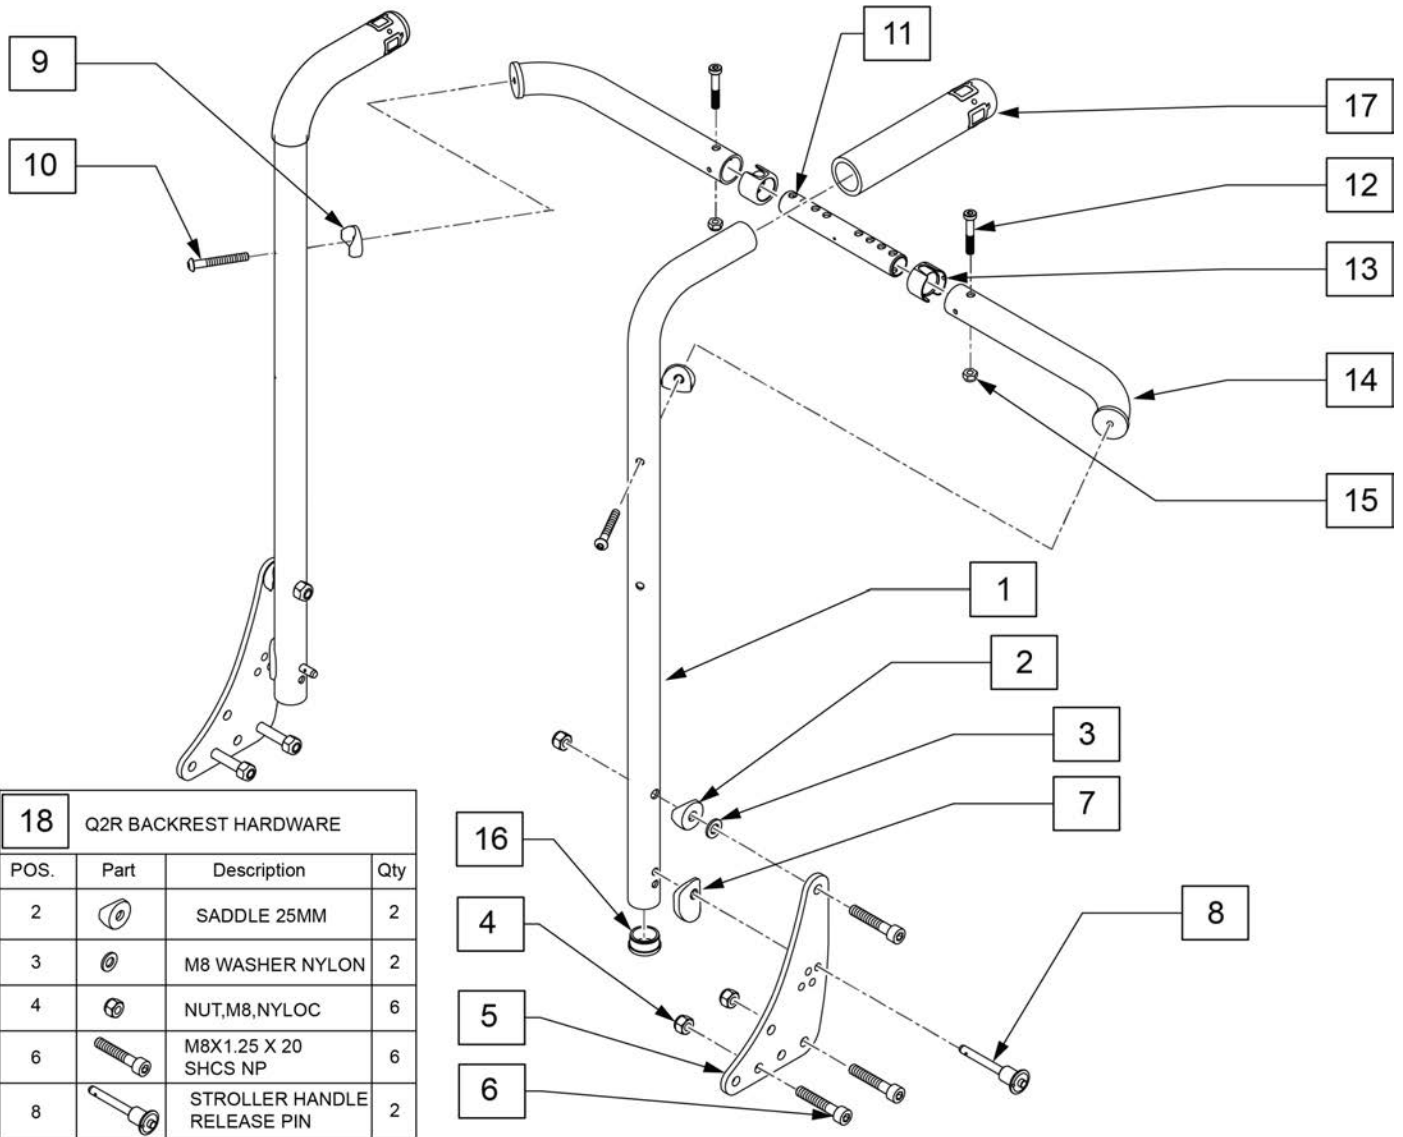 11
9
17
10
12
13
14
15
1
2
3
7
16
4
8
5
6
18 Q2R BACKREST HARDWARE
POS. Part Description Qty
2 SADDLE 25MM 2
3 M8 WASHER NYLON 2
4 NUT,M8,NYLOC 6
6 M8X1.25 X 20 SHCS NP 6
8 STROLLER HANDLE RELEASE PIN 2